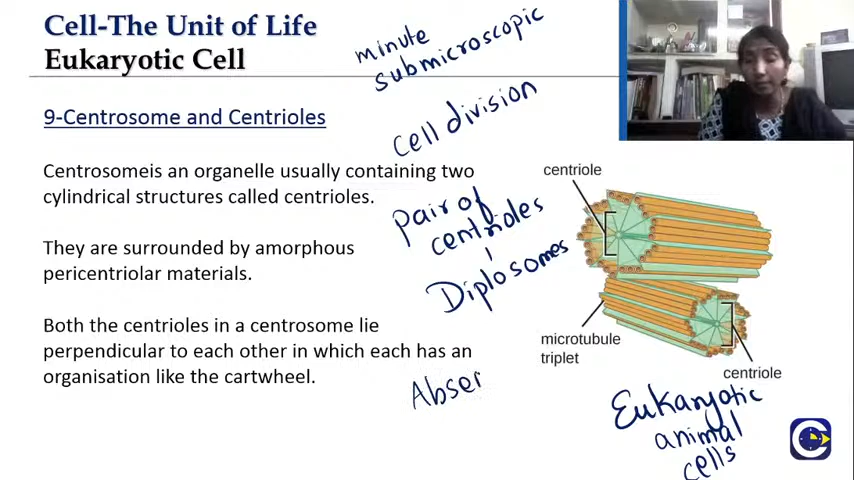 Cell-The Unit of Life
Eukaryotic Cell
minute
submicroscopic
9-Centrosome and Centrioles
cell division
Centrosomeis an organelle usually containing two
cylindrical structures called centrioles.
They are surrounded by amorphous
pericentriolar materials.
Both the centrioles in a centrosome lie
perpendicular to each other in which each has an
organisation like the cartwheel.
Pair of
centrioles
Diplosomes
Abser
centriole
microtubule
triplet
centriole
Eukaryotic
animal
cells